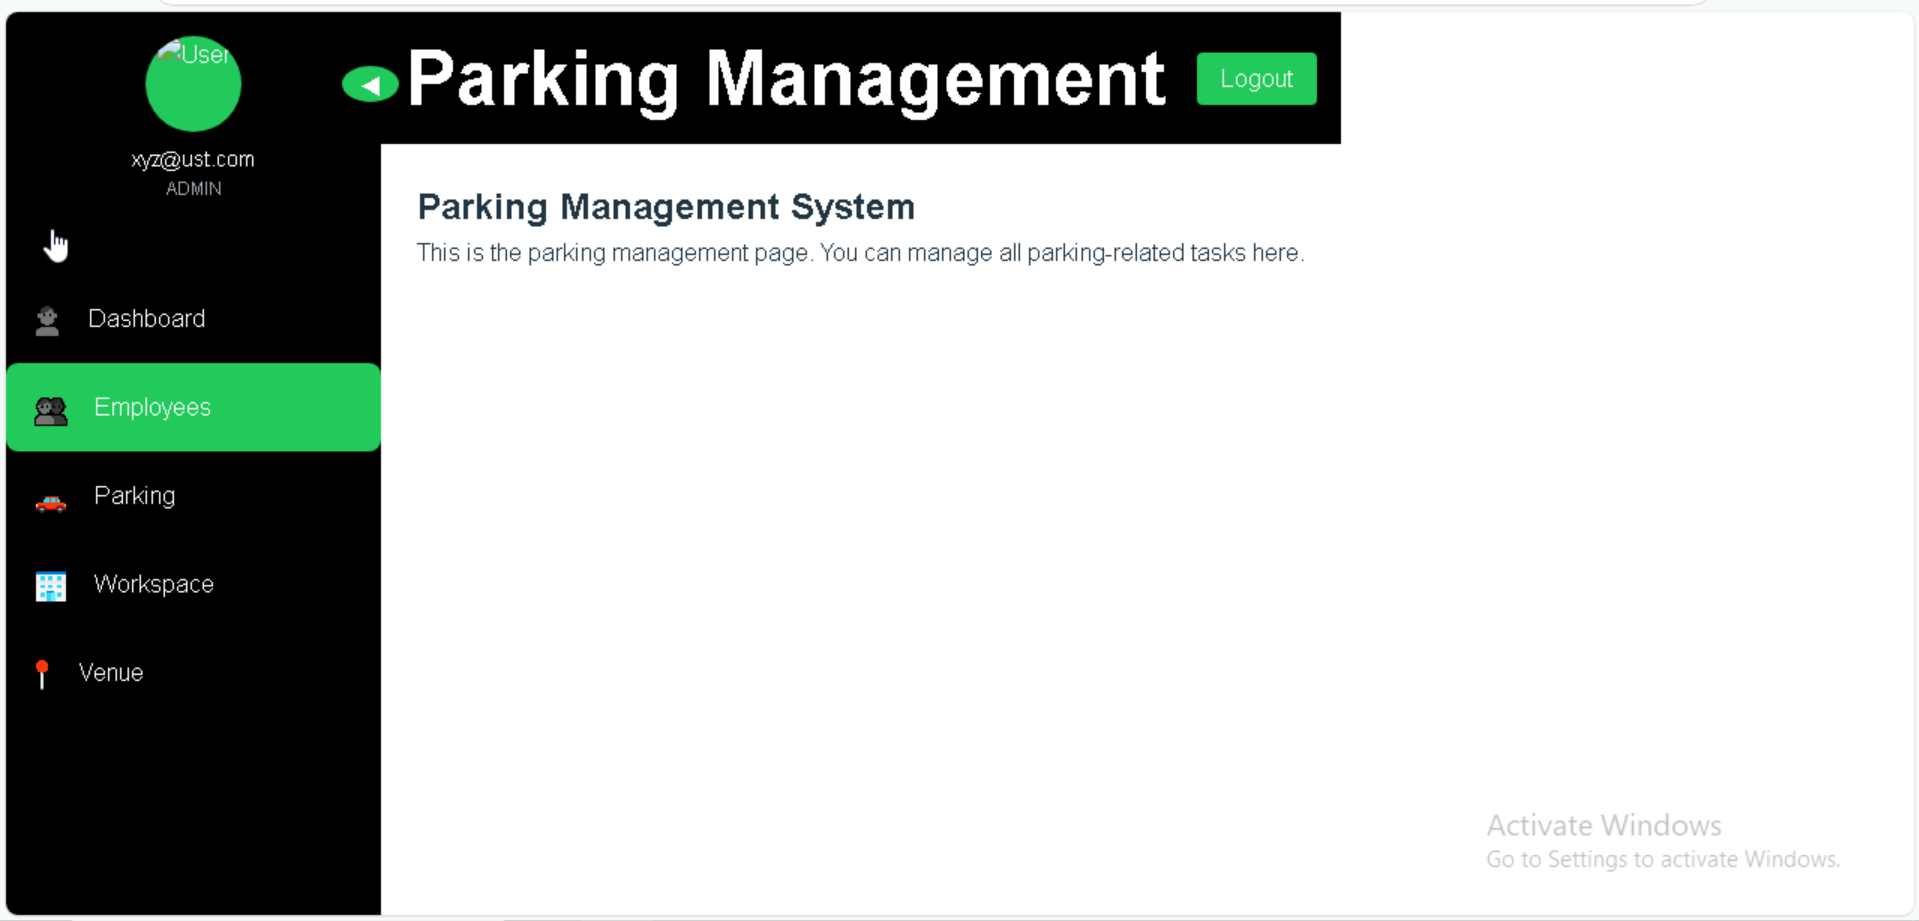 User
xyz@ust.com
ADMIN
Dashboard
Employees
Parking
Workspace
Venue
Parking Management
Logout
Parking Management System
This is the parking management page. You can manage all parking-related tasks here.
Activate Windows
Go to Settings to activate Windows.